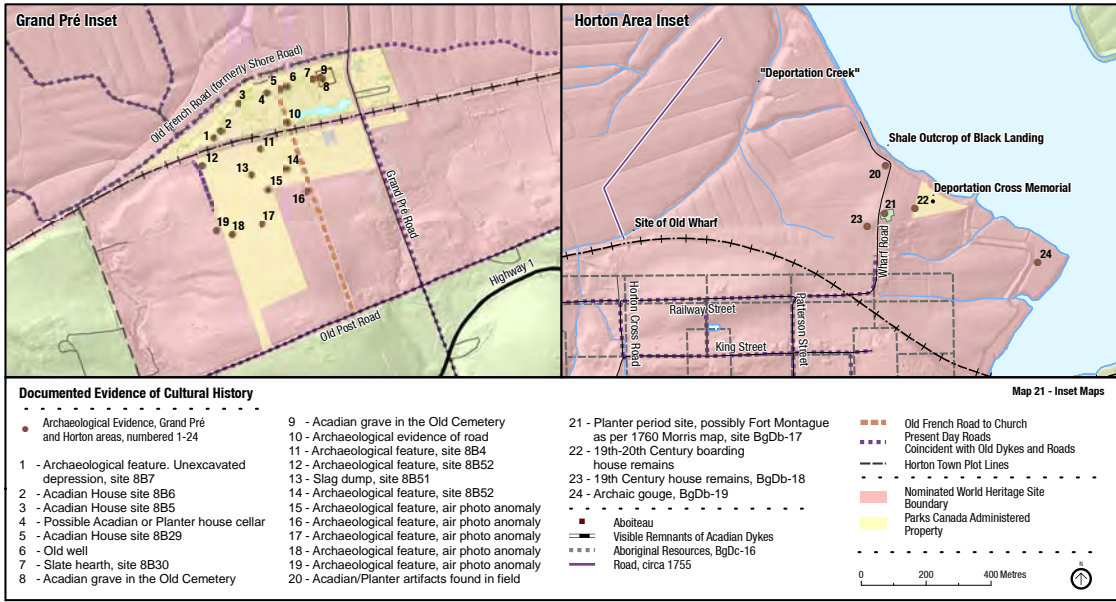 Grand Pré Inset
Old French Road (formerly Shore Road)
1
2
3
4
5
6
7
8
9
10
11
12
13
14
15
16
17
18
19
Grand Pré Road
Highway 1
Old Post Road
Horton Area Inset
"Deportation Creek"
Shale Outcrop of Black Landing
20
Deportation Cross Memorial
21
22
23
24
Site of Old Wharf
Wharf Road
Horton Cross Road
Railway Street
Patterson Street
King Street
Documented Evidence of Cultural History
Map 21 - Inset Maps
Archaeological Evidence, Grand Pré
and Horton areas, numbered 1-24
1 - Archaeological feature. Unexcavated
depression, site 8B7
2 - Acadian House site 8B6
3 - Acadian House site 8B5
4 - Possible Acadian or Planter house cellar
5 - Acadian House site 8B29
6 - Old well
7 - Slate hearth, site 8B30
8 - Acadian grave in the Old Cemetery
9 - Acadian grave in the Old Cemetery
10 - Archaeological evidence of road
11 - Archaeological feature, site 8B4
12 - Archaeological feature, site 8B52
13 - Slag dump, site 8B51
14 - Archaeological feature, site 8B52
15 - Archaeological feature, air photo anomaly
16 - Archaeological feature, air photo anomaly
17 - Archaeological feature, air photo anomaly
18 - Archaeological feature, air photo anomaly
19 - Archaeological feature, air photo anomaly
20 - Acadian/Planter artifacts found in field
21 - Planter period site, possibly Fort Montague
as per 1760 Morris map, site BgDb-17
22 - 19th-20th Century boarding
house remains
23 - 19th Century house remains, BgDb-18
24 - Archaic gouge, BgDb-19
Aboiteau
Visible Remnants of Acadian Dykes
Aboriginal Resources, BgDc-16
Road, circa 1755
Old French Road to Church
Present Day Roads
Coincident with Old Dykes and Roads
Horton Town Plot Lines
Nominated World Heritage Site
Boundary
Parks Canada Administered
Property
0 200 400 Metres
N